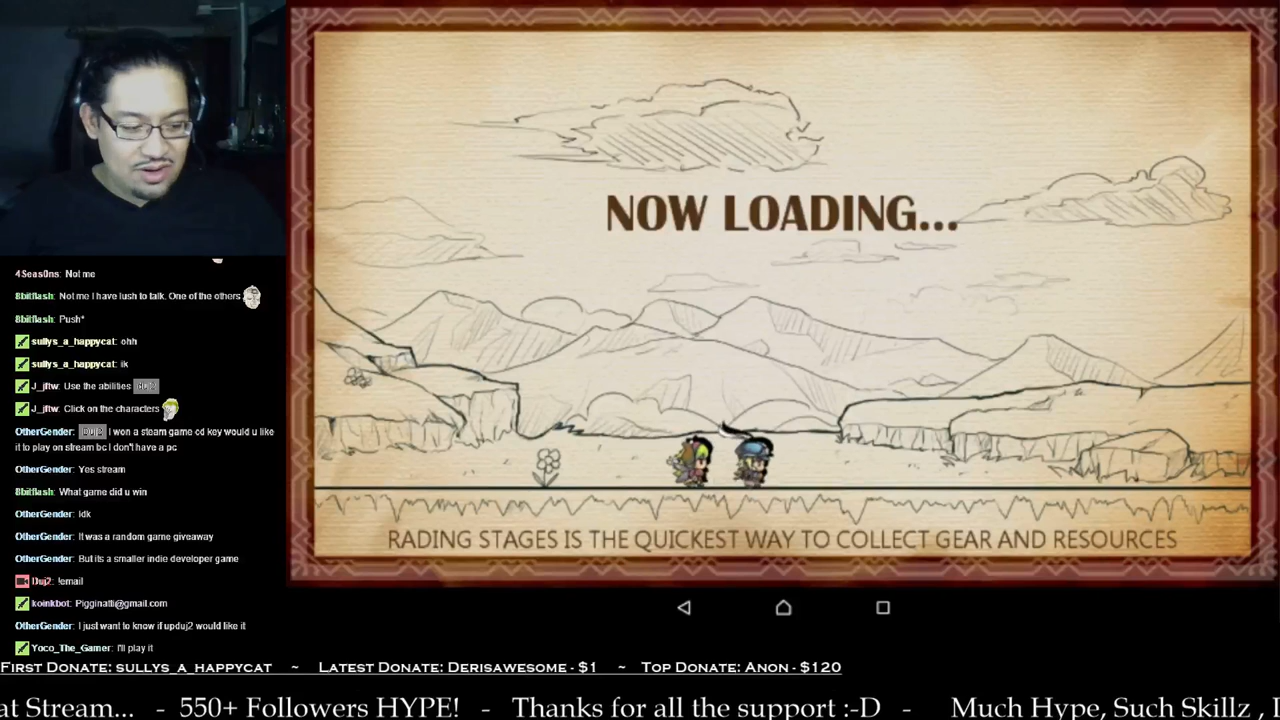 NOW LOADING...
RADING STAGES IS THE QUICKEST WAY TO COLLECT GEAR AND RESOURCES
4Seas0ns: Not me
8bitflash: Not me I have lush to talk. One of the others
8bitflash: Push*
sullys_a_happycat: ohh
sullys_a_happycat: ik
J_jftw: Use the abilities
J_jftw: Click on the characters
OtherGender: Duj2 I won a steam game cd key would u like
it to play on stream bc I don't have a pc
OtherGender: Yes stream
8bitflash: What game did u win
OtherGender: Idk
OtherGender: It was a random game giveaway
OtherGender: But its a smaller indie developer game
Duj2: !email
koinkbot: Pigginatti@gmail.com
OtherGender: I just want to know if upduj2 would like it
Yoco_The_Gamer: I'll play it
First Donate: sullys_a_happycat ~ Latest Donate: Derisawesome - $1 ~ Top Donate: Anon - $120
at Stream... - 550+ Followers HYPE! - Thanks for all the support :-D - Much Hype, Such Skillz ,